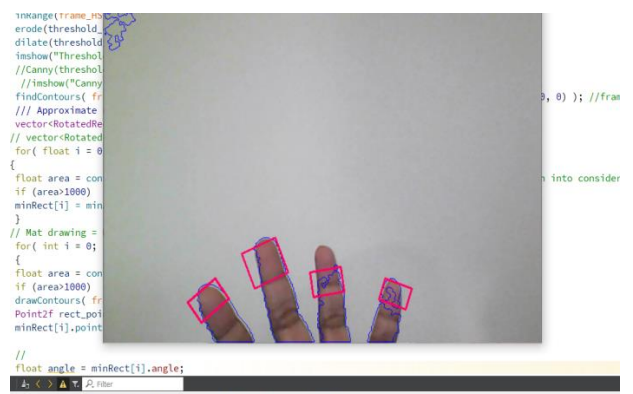 inRange(frame_HS
erode(threshold_
dilate(threshold
imshow("Threshol
//Canny(threshol
//imshow("Canny
findContours( fr 0, 0) ); //fram
/// Approximate
vector<RotatedRe
// vector<Rotated
for( float i = 0
{
float area = con n into consider
if (area>1000)
minRect[i] = min
}
// Mat drawing =
for( int i = 0;
{
float area = con
if (area>1000)
drawContours( fr
Point2f rect_poi
minRect[i].point
//
float angle = minRect[i].angle;
Filter